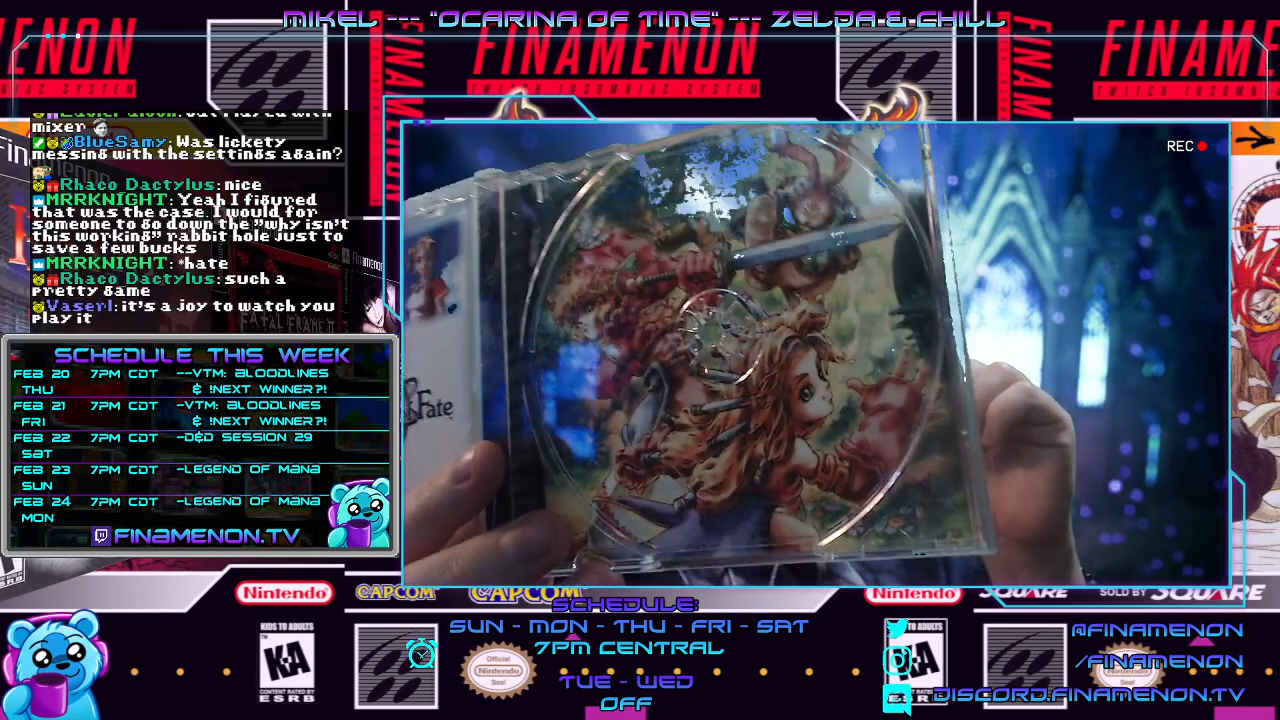 MIKEL --- "OCARINA OF TIME" --- ZELDA & CHILL
ENON
FINAMENON
TWITCH INSOMNIAC SYSTEM
REC
mixer
BlueSamy: Was lickety
messing with the settings again?
Rhaco Dactylus: nice
MRRKNIGHT: Yeah I figured
that was the case. I would for
someone to go down the "why isn't
this working" rabbit hole just to
save a few bucks
MRRKNIGHT: *hate
Rhaco Dactylus: such a
pretty game
Vaserl: it's a joy to watch you
play it
Fate
SCHEDULE THIS WEEK
FEB 20 7PM CDT --VTM: BLOODLINES
THU & !NEXT WINNER?!
FEB 21 7PM CDT -VTM: BLOODLINES
FRI & !NEXT WINNER?!
FEB 22 7PM CDT -D&D SESSION 29
SAT
FEB 23 7PM CDT -LEGEND OF MANA
SUN
FEB 24 7PM CDT -LEGEND OF MANA
MON
FINAMENON.TV
Nintendo
CAPCOM
CAPCOM
Nintendo
SQUARE
SOLD BY SQUARE
SCHEDULE:
SUN - MON - THU - FRI - SAT
7PM CENTRAL
TUE - WED
OFF
KIDS TO ADULTS
K-A
CONTENT RATED BY
ESRB
Official
Nintendo
Seal
@FINAMENON
/FINAMENON
DISCORD.FINAMENON.TV